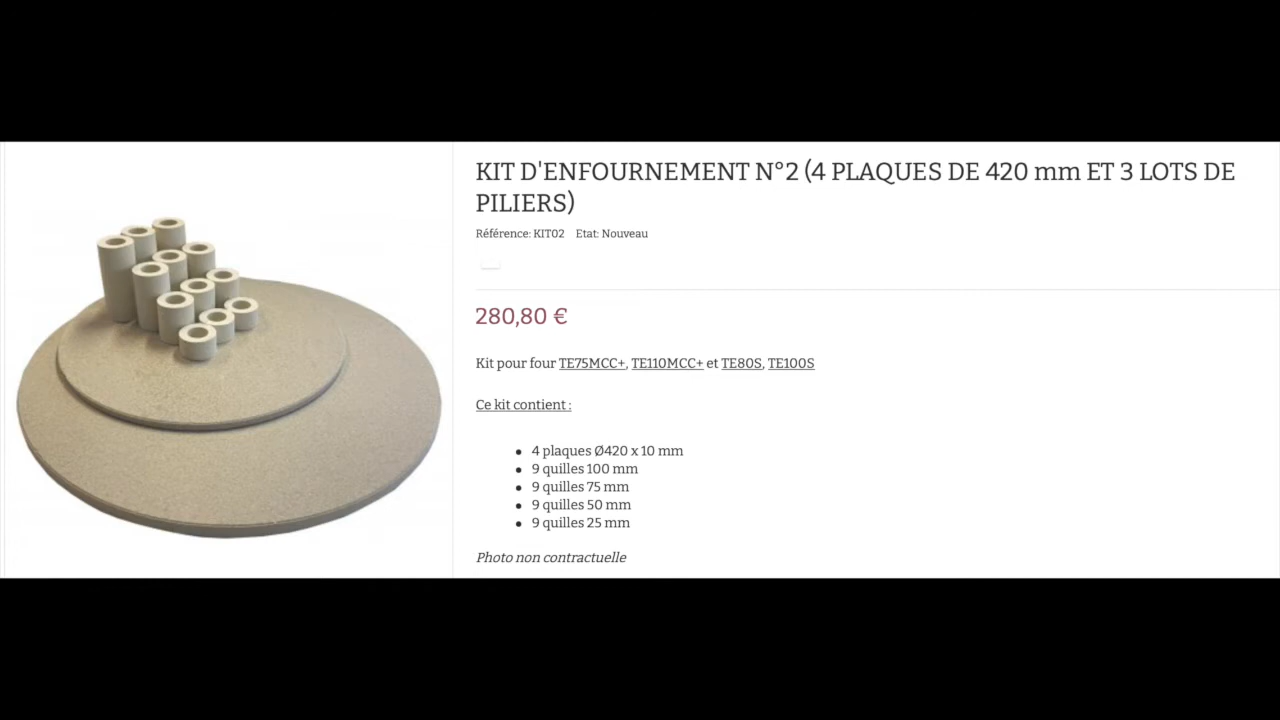 KIT D'ENFOURNEMENT N°2 (4 PLAQUES DE 420 mm ET 3 LOTS DE
PILIERS)
Référence: KIT02 Etat: Nouveau
280,80 €
Kit pour four TE75MCC+, TE110MCC+ et TE80S, TE100S
Ce kit contient :
• 4 plaques Ø420 x 10 mm
• 9 quilles 100 mm
• 9 quilles 75 mm
• 9 quilles 50 mm
• 9 quilles 25 mm
Photo non contractuelle